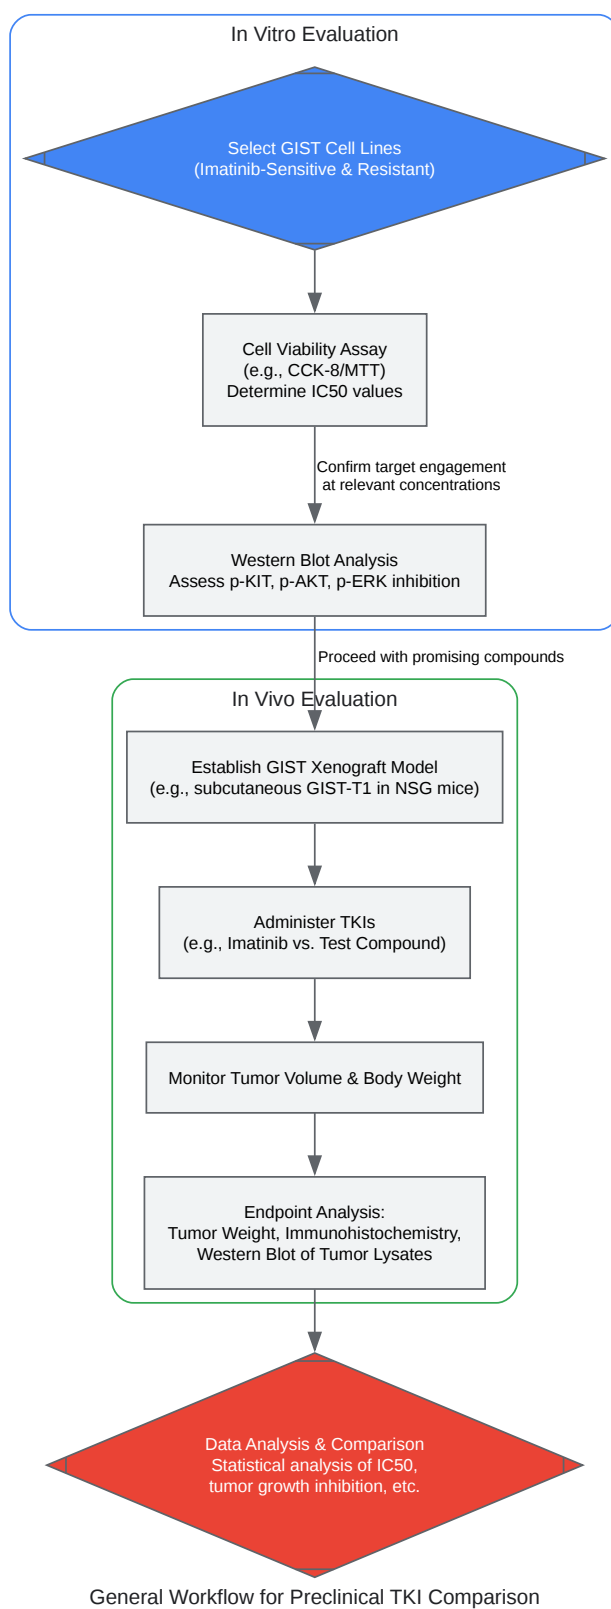 In Vitro Evaluation
Select GIST Cell Lines
(Imatinib-Sensitive & Resistant)
Cell Viability Assay
(e.g., CCK-8/MTT)
Determine IC50 values
Confirm target engagement
at relevant concentrations
Western Blot Analysis
Assess p-KIT, p-AKT, p-ERK inhibition
Proceed with promising compounds
In Vivo Evaluation
Establish GIST Xenograft Model
(e.g., subcutaneous GIST-T1 in NSG mice)
Administer TKIs
(e.g., Imatinib vs. Test Compound)
Monitor Tumor Volume & Body Weight
Endpoint Analysis:
Tumor Weight, Immunohistochemistry,
Western Blot of Tumor Lysates
Data Analysis & Comparison
Statistical analysis of IC50,
tumor growth inhibition, etc.
General Workflow for Preclinical TKI Comparison